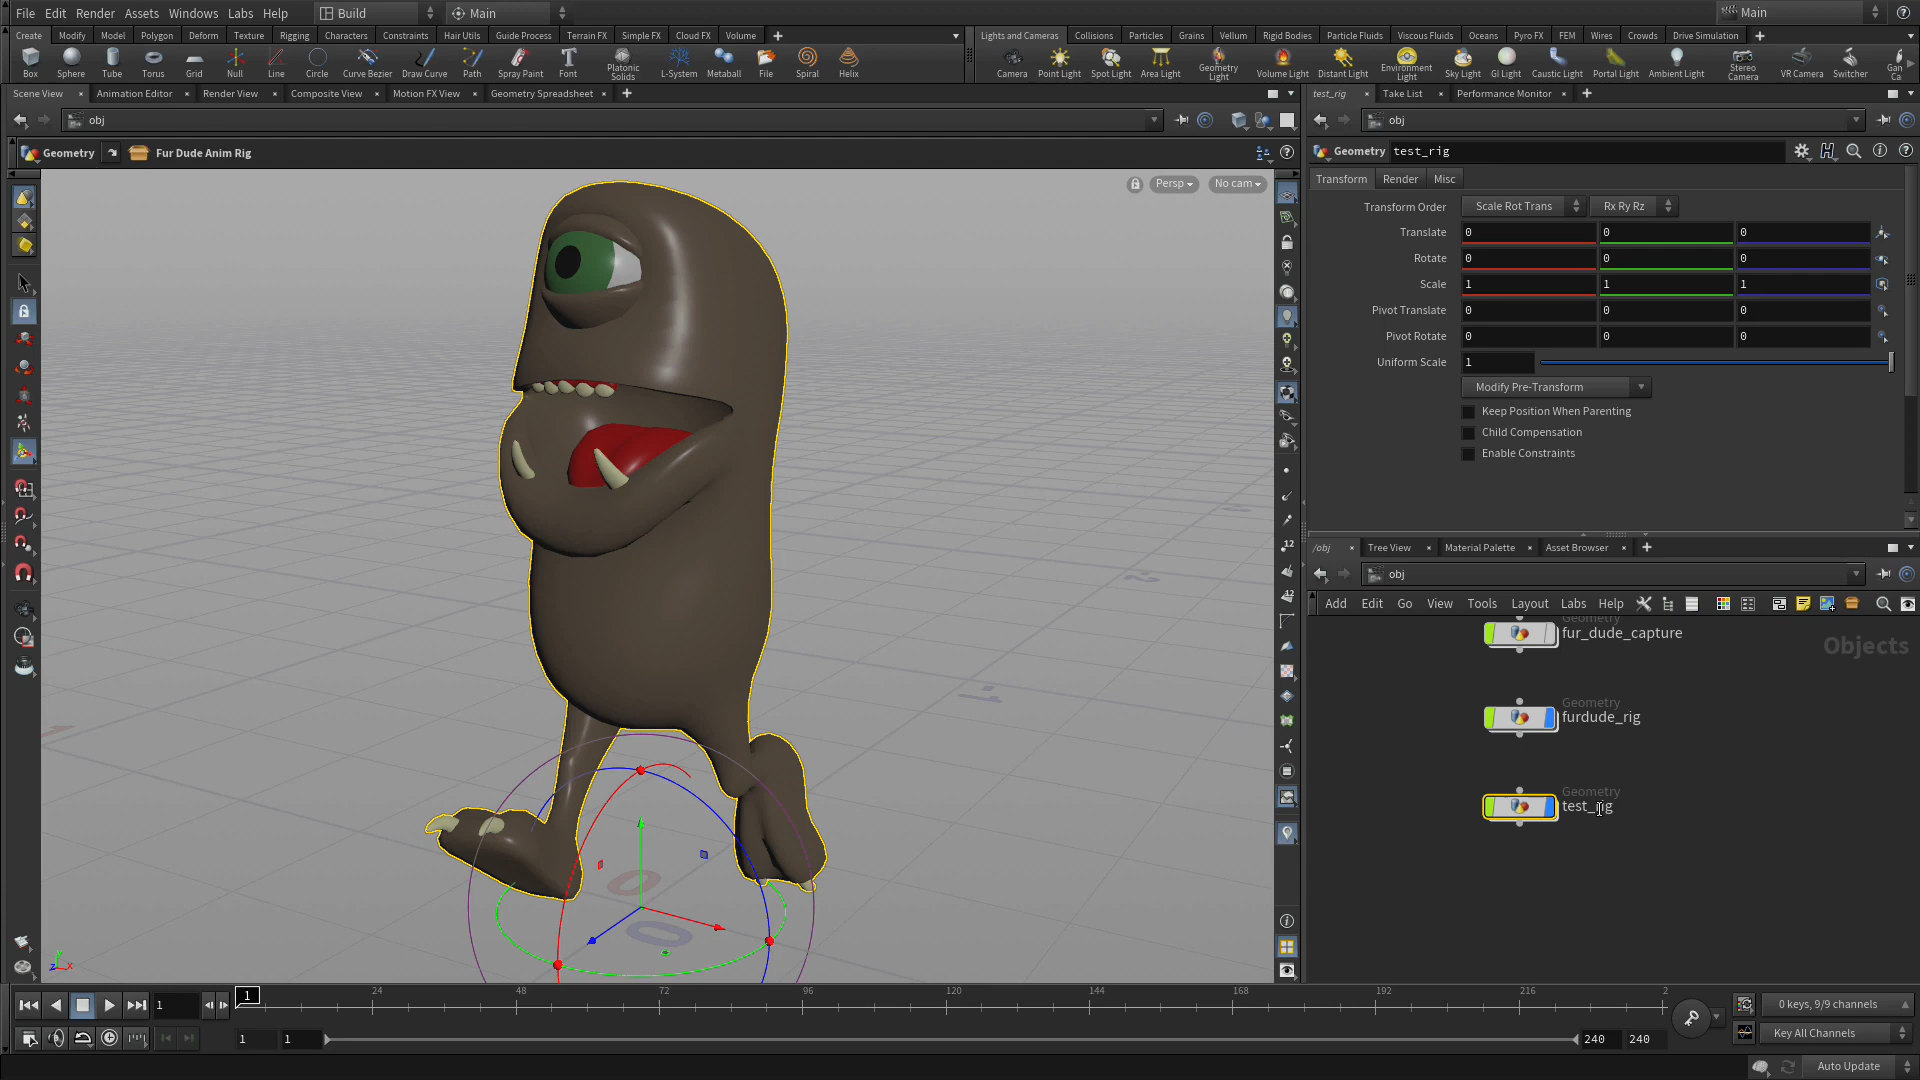 File Edit Render Assets Windows Labs Help Build Main Main
Create Modify Model Polygon Deform Texture Rigging Characters Constraints Hair Utils Guide Process Terrain FX Simple FX Cloud FX Volume
Lights and Cameras Collisions Particles Grains Vellum Rigid Bodies Particle Fluids Viscous Fluids Oceans Pyro FX FEM Wires Crowds Drive Simulation
Box Sphere Tube Torus Grid Null Line Circle Curve Bezier Draw Curve Path Spray Paint Font Platonic Solids L-System Metaball File Spiral Helix
Camera Point Light Spot Light Area Light Geometry Light Volume Light Distant Light Environment Light Sky Light GI Light Caustic Light Portal Light Ambient Light Stereo Camera VR Camera Switcher Gan Ca
Scene View Animation Editor Render View Composite View Motion FX View Geometry Spreadsheet
test_rig Take List Performance Monitor
obj
obj
Geometry Fur Dude Anim Rig
Geometry test_rig
Persp No cam
Transform Render Misc
Transform Order Scale Rot Trans Rx Ry Rz
Translate 0 0 0
Rotate 0 0 0
Scale 1 1 1
Pivot Translate 0 0 0
Pivot Rotate 0 0 0
Uniform Scale 1
Modify Pre-Transform
Keep Position When Parenting
Child Compensation
Enable Constraints
/obj Tree View Material Palette Asset Browser
obj
Add Edit Go View Tools Layout Labs Help
Geometry
fur_dude_capture
Objects
Geometry
furdude_rig
Geometry
test_rig
12
12
0
0
y
z x
1 1 24 48 72 96 120 144 168 192 216 2
0 keys, 9/9 channels
1 1 240 240
Key All Channels
Auto Update